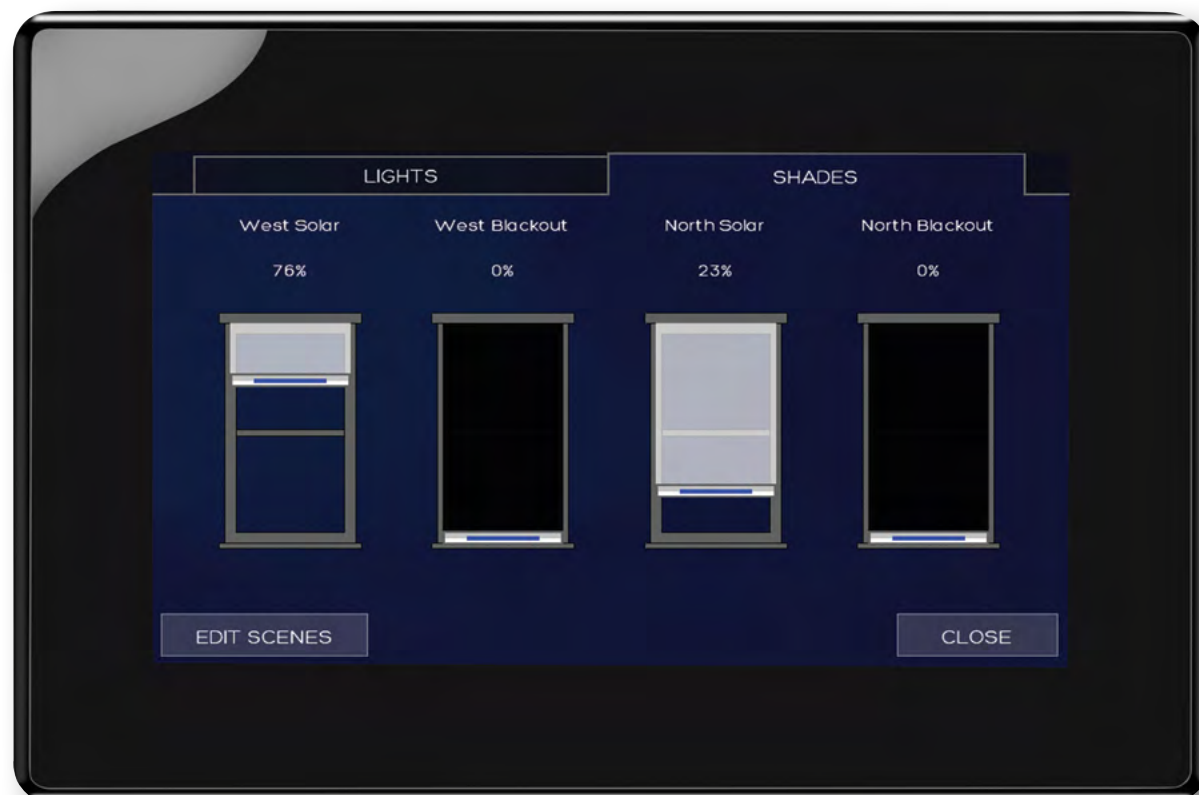 LIGHTS SHADES
West Solar West Blackout North Solar North Blackout
76% 0% 23% 0%
EDIT SCENES CLOSE